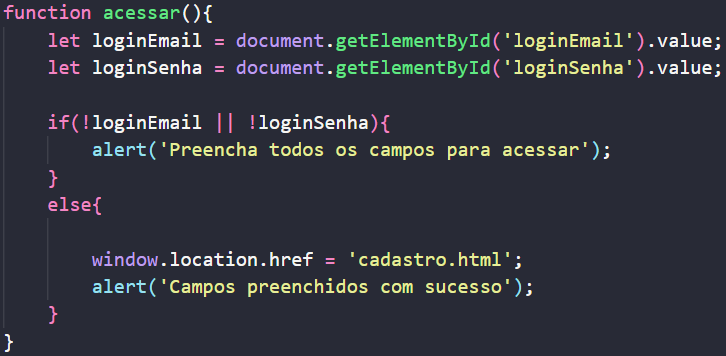 function acessar(){
let loginEmail = document.getElementById('loginEmail').value;
let loginSenha = document.getElementById('loginSenha').value;
if(!loginEmail || !loginSenha){
alert('Preencha todos os campos para acessar');
}
else{
window.location.href = 'cadastro.html';
alert('Campos preenchidos com sucesso');
}
}